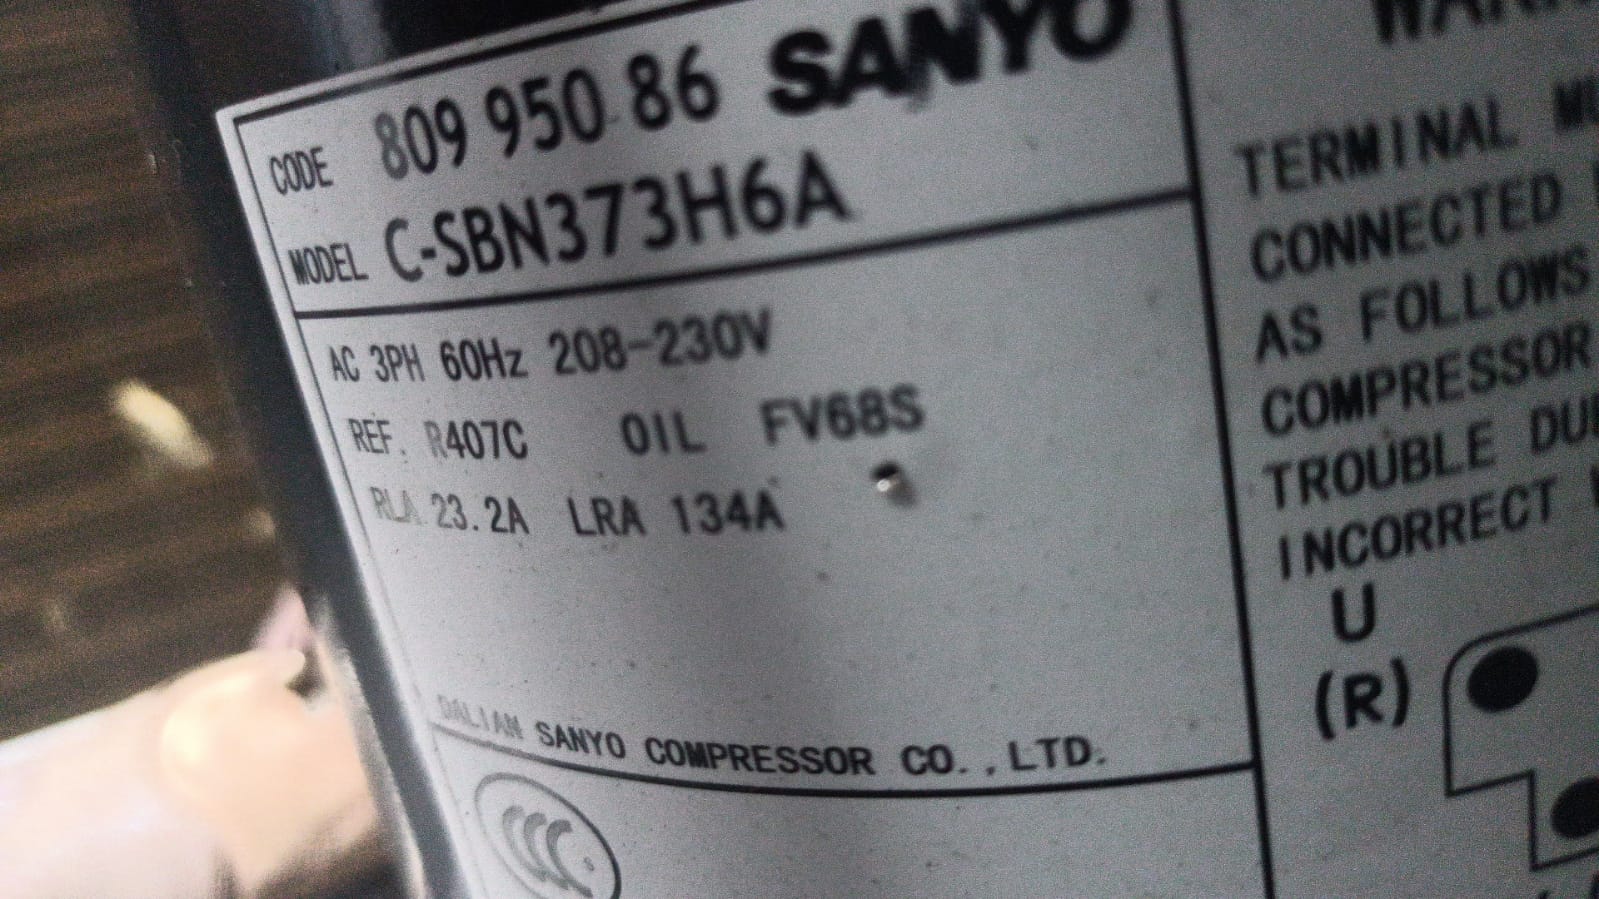 CODE 809 950 86 SANYO
MODEL C-SBN373H6A
AC 3PH 60Hz 208-230V
REF. R407C OIL FV68S
RLA 23.2A LRA 134A
DALIAN SANYO COMPRESSOR CO., LTD.
CCC S
TERMINAL
CONNECTED
AS FOLLOWS
COMPRESSOR
TROUBLE
INCORRECT
U
(R)